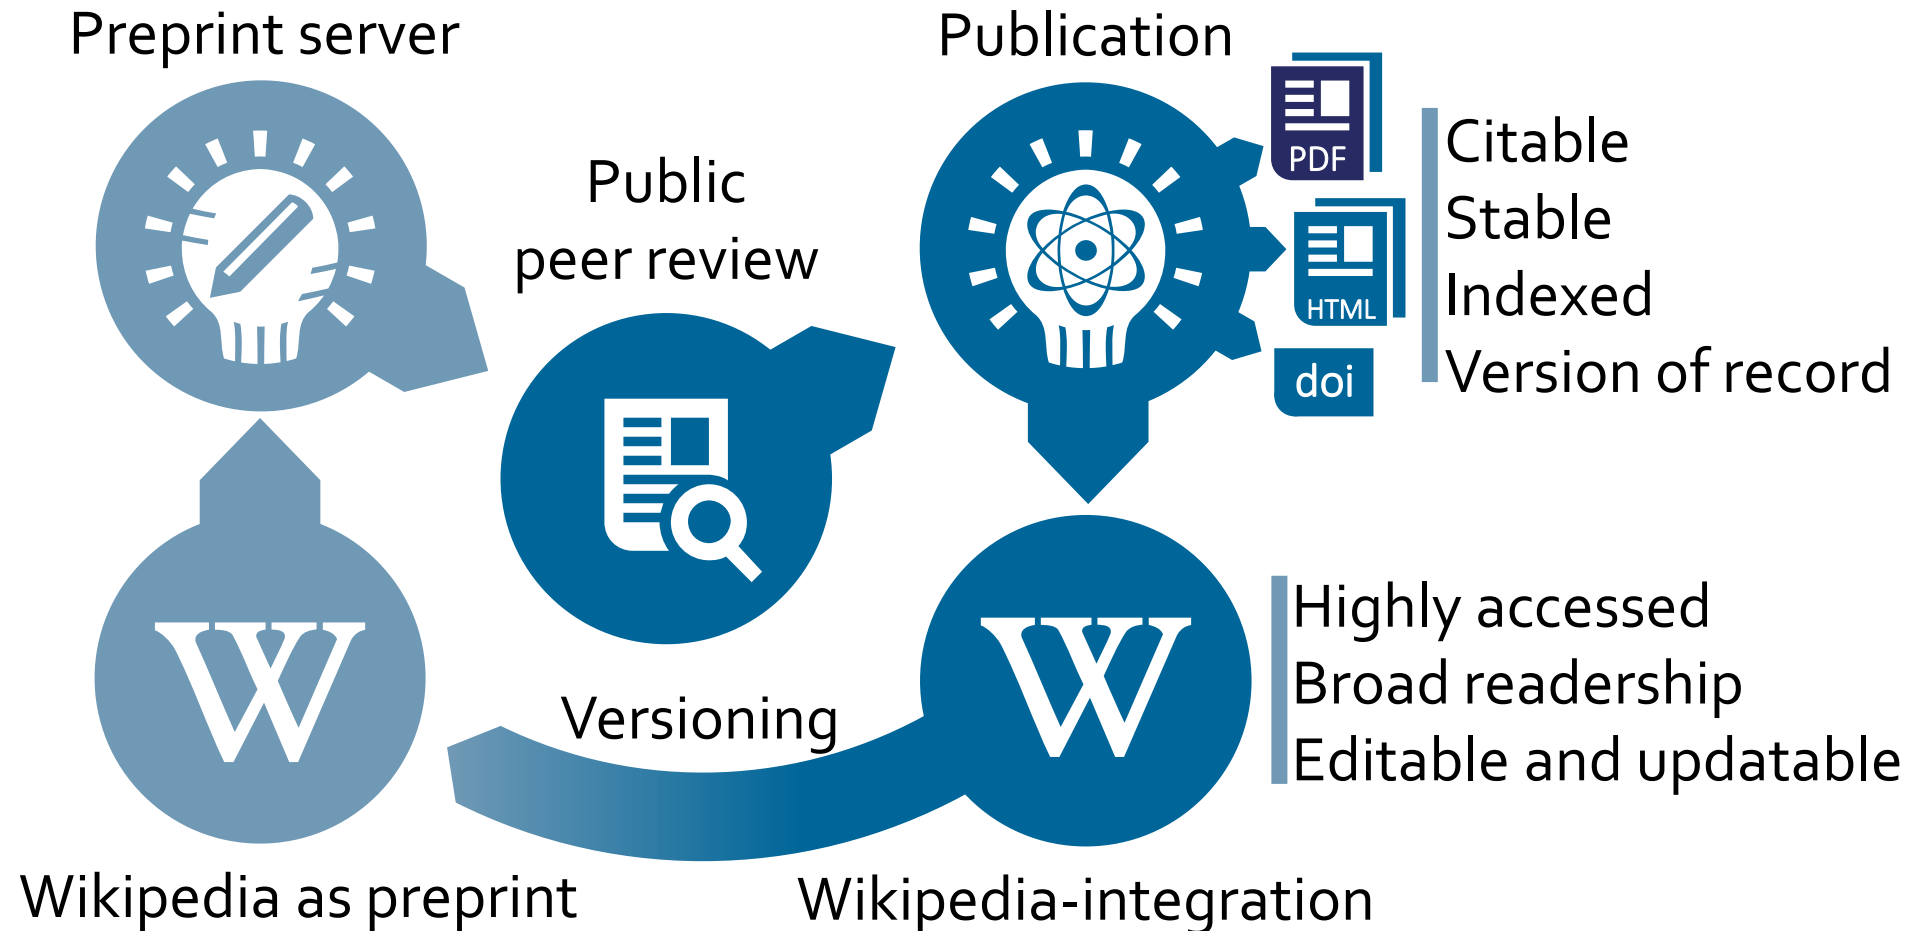 Preprint server
Publication
Public
peer review
PDF
HTML
doi
Citable
Stable
Indexed
Version of record
W
W
Versioning
Highly accessed
Broad readership
Editable and updatable
Wikipedia as preprint
Wikipedia-integration